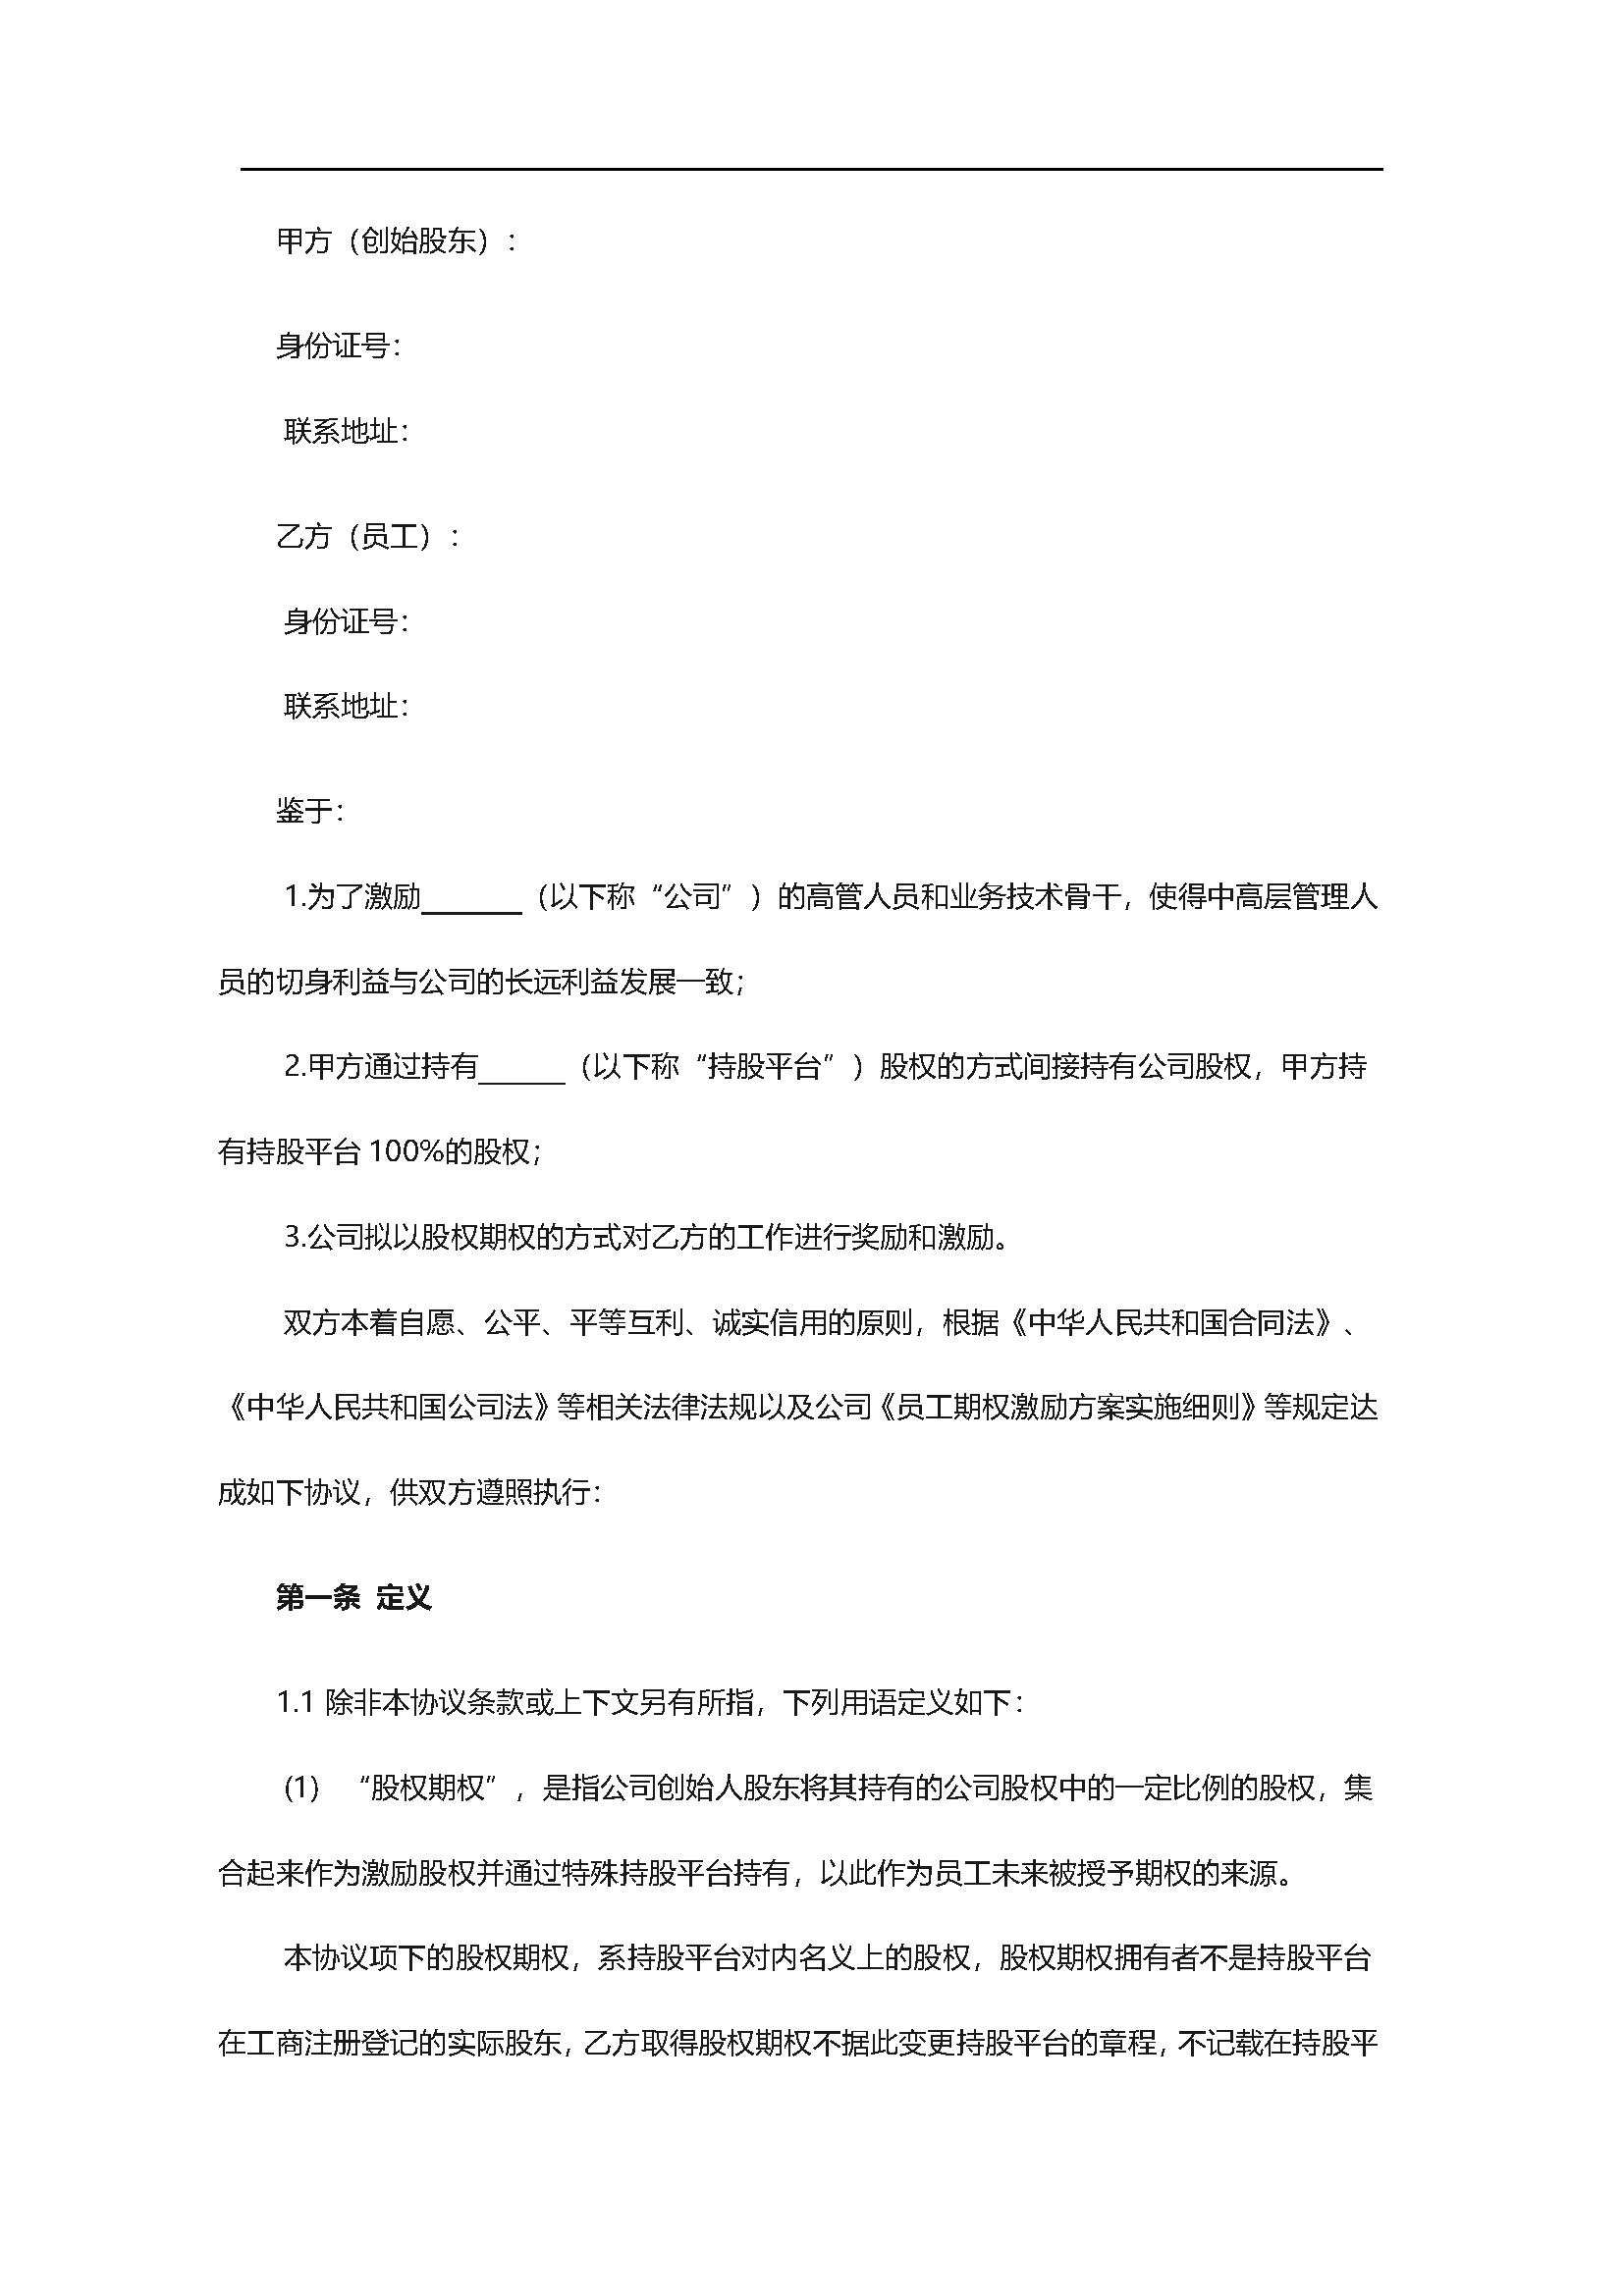 甲方（创始股东）：
身份证号：
联系地址：
乙方（员工）：
身份证号：
联系地址：
鉴于：
1.为了激励_______（以下称“公司”）的高管人员和业务技术骨干，使得中高层管理人
员的切身利益与公司的长远利益发展一致；
2.甲方通过持有______（以下称“持股平台”）股权的方式间接持有公司股权，甲方持
有持股平台 100%的股权；
3.公司拟以股权期权的方式对乙方的工作进行奖励和激励。
双方本着自愿、公平、平等互利、诚实信用的原则，根据《中华人民共和国合同法》、
《中华人民共和国公司法》等相关法律法规以及公司《员工期权激励方案实施细则》等规定达
成如下协议，供双方遵照执行：
第一条 定义
1.1 除非本协议条款或上下文另有所指，下列用语定义如下：
(1) “股权期权”，是指公司创始人股东将其持有的公司股权中的一定比例的股权，集
合起来作为激励股权并通过特殊持股平台持有，以此作为员工未来被授予期权的来源。
本协议项下的股权期权，系持股平台对内名义上的股权，股权期权拥有者不是持股平台
在工商注册登记的实际股东，乙方取得股权期权不据此变更持股平台的章程，不记载在持股平